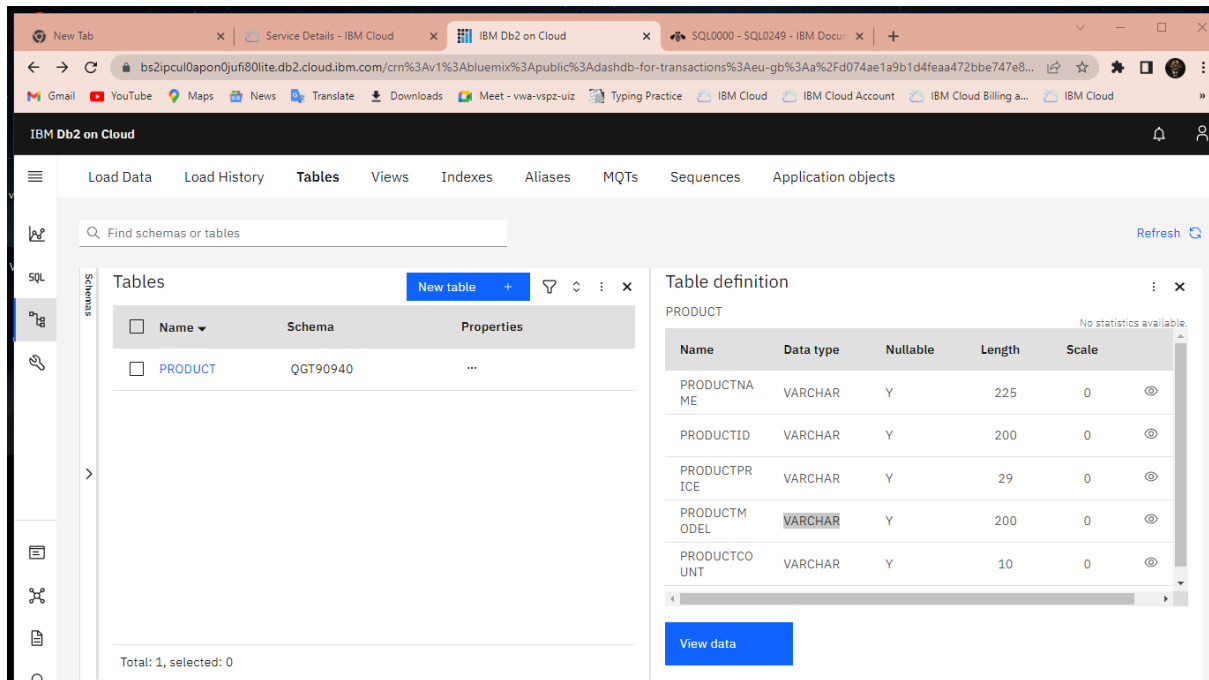 New Tab
Service Details - IBM Cloud
IBM Db2 on Cloud
SQL0000 - SQL0249 - IBM Docum
bs2ipcul0apon0jufi80lite.db2.cloud.ibm.com/crn%3Av1%3Abluemix%3Apublic%3Adashdb-for-transactions%3Aeu-gb%3Aa%2Fd074ae1a9b1d4feaa472bbe747e8...
Gmail YouTube Maps News Translate Downloads Meet - vwa-vspz-uiz Typing Practice IBM Cloud IBM Cloud Account IBM Cloud Billing a... IBM Cloud »
IBM Db2 on Cloud
Load Data Load History Tables Views Indexes Aliases MQTs Sequences Application objects
Find schemas or tables
Refresh
SQL
Schemas
Tables
New table +
Name Schema Properties
PRODUCT QGT90940 ...
Total: 1, selected: 0
Table definition
PRODUCT
No statistics available.
Name Data type Nullable Length Scale
PRODUCTNA
ME VARCHAR Y 225 0
PRODUCTID VARCHAR Y 200 0
PRODUCTPR
ICE VARCHAR Y 29 0
PRODUCTM
ODEL VARCHAR Y 200 0
PRODUCTCO
UNT VARCHAR Y 10 0
View data